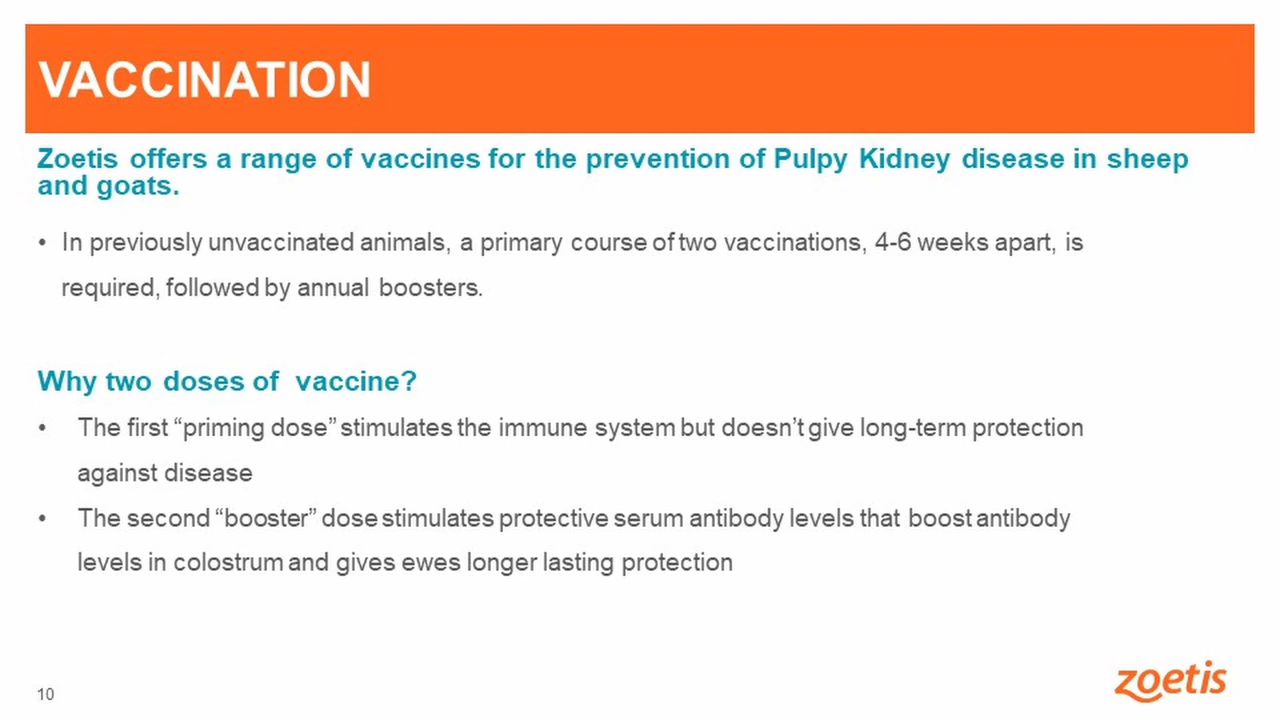 VACCINATION
Zoetis offers a range of vaccines for the prevention of Pulpy Kidney disease in sheep
and goats.
• In previously unvaccinated animals, a primary course of two vaccinations, 4-6 weeks apart, is
required, followed by annual boosters.
Why two doses of vaccine?
• The first “priming dose” stimulates the immune system but doesn’t give long-term protection
against disease
• The second “booster” dose stimulates protective serum antibody levels that boost antibody
levels in colostrum and gives ewes longer lasting protection
10
zoetis